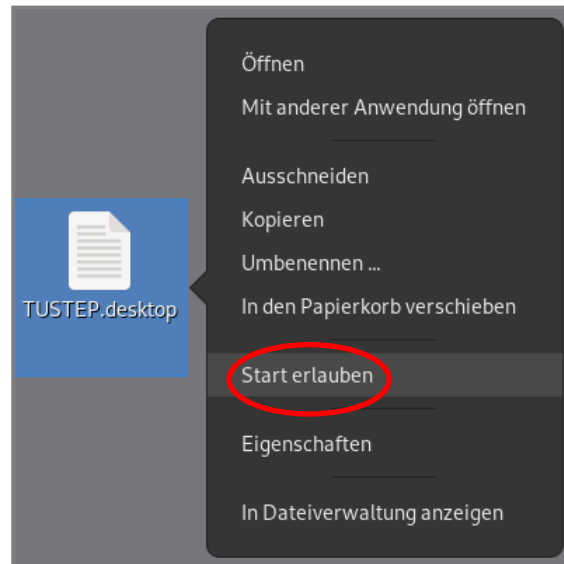 Öffnen
Mit anderer Anwendung öffnen
Ausschneiden
Kopieren
Umbenennen ...
In den Papierkorb verschieben
TUSTEP.desktop
Start erlauben
Eigenschaften
In Dateiverwaltung anzeigen